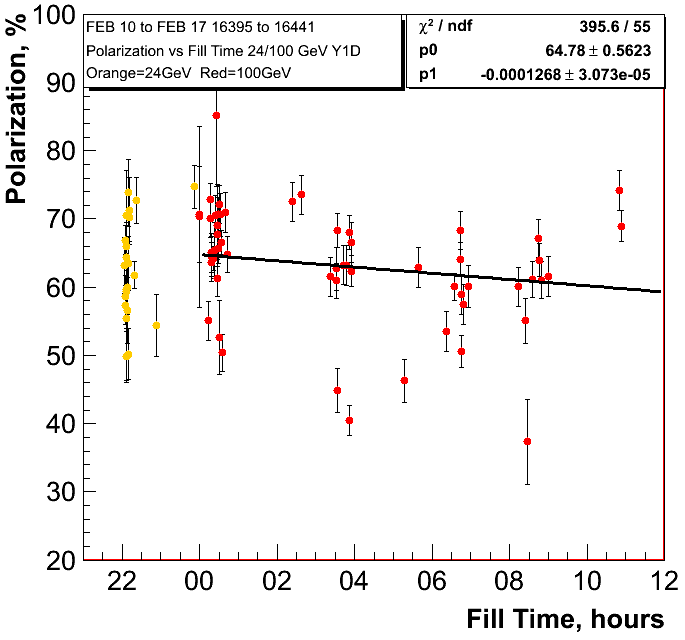 FEB 10 to FEB 17 16395 to 16441
Polarization vs Fill Time 24/100 GeV Y1D
Orange=24GeV Red=100GeV
χ² / ndf 395.6 / 55
p0 64.78 ± 0.5623
p1 -0.0001268 ± 3.073e-05
Polarization, %
100
90
80
70
60
50
40
30
20
22 00 02 04 06 08 10 12
Fill Time, hours